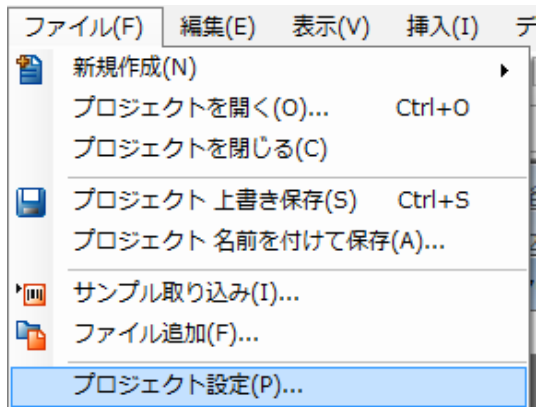 ファイル(F) 編集(E) 表示(V) 挿入(I)
新規作成(N)
プロジェクトを開く(O)... Ctrl+O
プロジェクトを閉じる(C)
プロジェクト 上書き保存(S) Ctrl+S
プロジェクト 名前を付けて保存(A)...
サンプル取り込み(I)...
ファイル追加(F)...
プロジェクト設定(P)...